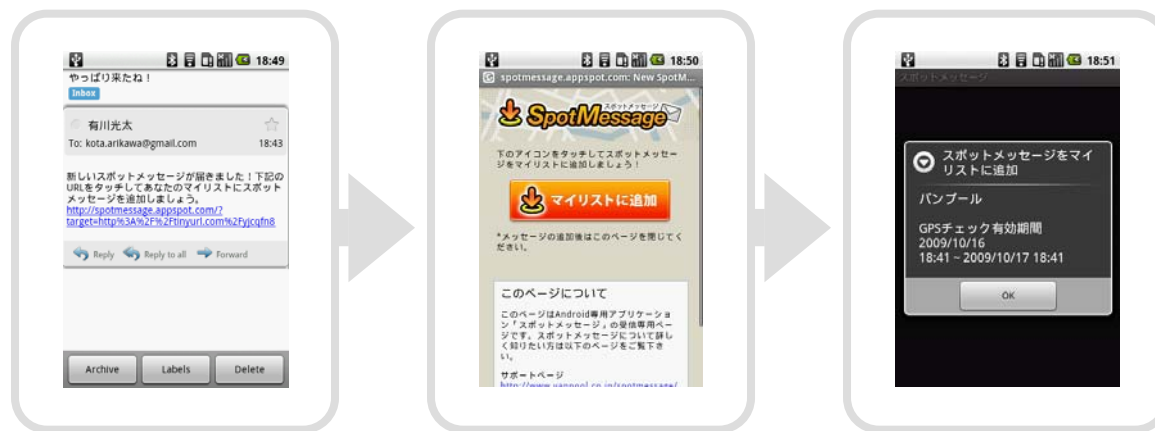 18:49
やっぱり来たね！
Inbox
有川光太
To: kota.arikawa@gmail.com 18:43
新しいスポットメッセージが届きました！下記の
URLをタッチしてあなたのマイリストにスポット
メッセージを追加しましょう。
http://spotmessage.appspot.com/?
target=http%3A%2F%2Ftinyurl.com%2Fyjcqfn8
Reply Reply to all Forward
Archive Labels Delete
18:50
spotmessage.appspot.com: New SpotM...
スポットメッセージ
SpotMessage
下のアイコンをタッチしてスポットメッセー
ジをマイリストに追加しましょう！
マイリストに追加
*メッセージの追加後はこのページを閉じてく
ださい。
このページについて
このページはAndroid専用アプリケーショ
ン「スポットメッセージ」の受信専用ペー
ジです。スポットメッセージについて詳し
く知りたい方は以下のページをご覧下さ
い。
サポートページ
http://www.vanpool.co.jp/spotmessage/
18:51
スポットメッセージ
スポットメッセージをマイ
リストに追加
バンプール
GPSチェック有効期間
2009/10/16
18:41 ~ 2009/10/17 18:41
OK